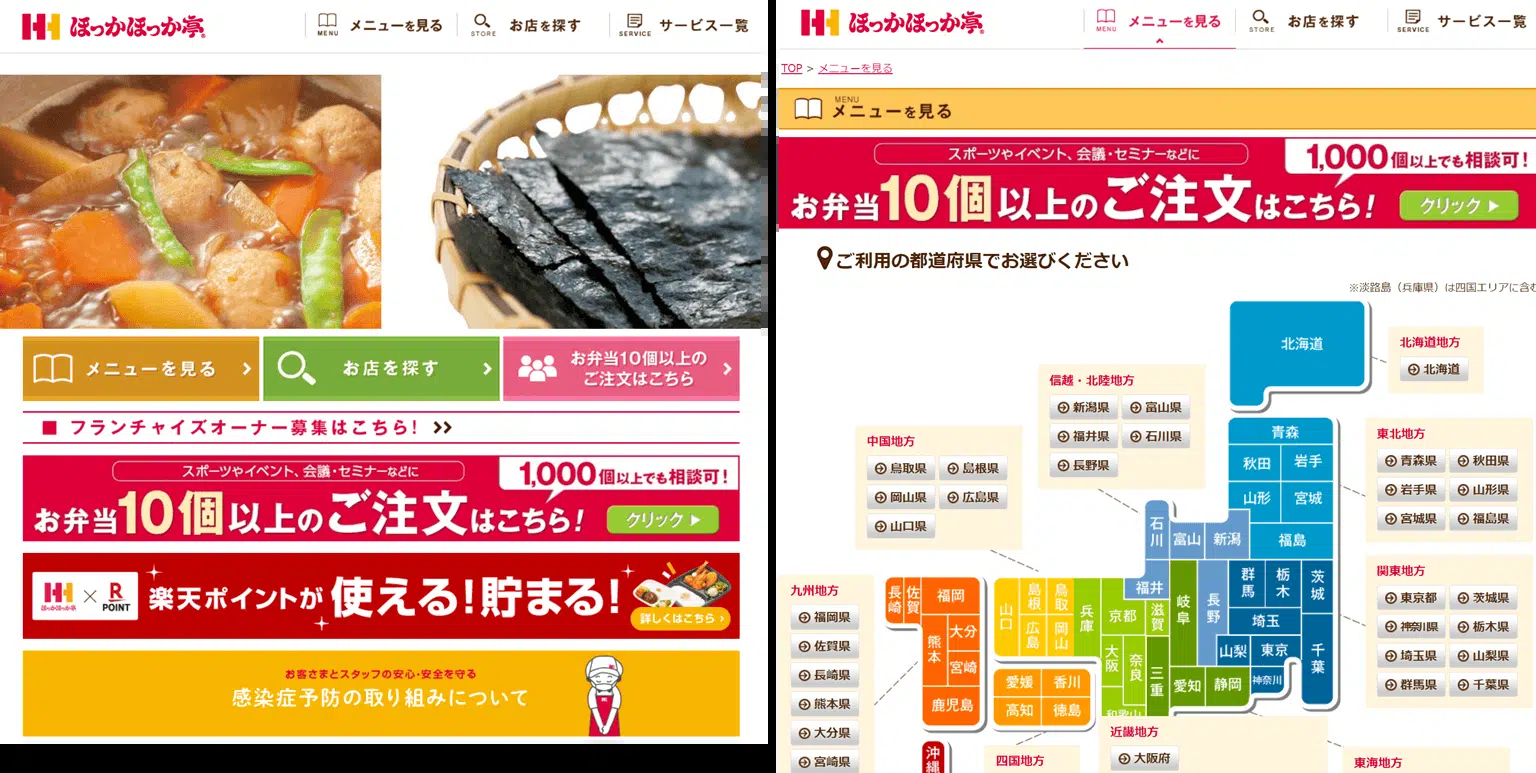 ほっかほっか亭
MENU メニューを見る
STORE お店を探す
SERVICE サービス一覧
メニューを見る
お店を探す
お弁当10個以上の
ご注文はこちら
■ フランチャイズオーナー募集はこちら!
スポーツやイベント、会議・セミナーなどに
1,000個以上でも相談可!
お弁当10個以上のご注文はこちら!
クリック
ほっかほっか亭 × R POINT
楽天ポイントが使える!貯まる!
詳しくはこちら
お客さまとスタッフの安心・安全を守る
感染症予防の取り組みについて
ほっかほっか亭
MENU メニューを見る
STORE お店を探す
SERVICE サービス一覧
TOP > メニューを見る
MENU
メニューを見る
スポーツやイベント、会議・セミナーなどに
1,000個以上でも相談可!
お弁当10個以上のご注文はこちら!
クリック
ご利用の都道府県でお選びください
※淡路島（兵庫県）は四国エリアに含む
北海道
北海道地方
北海道
信越・北陸地方
新潟県 富山県
福井県 石川県
長野県
中国地方
鳥取県 島根県
岡山県 広島県
山口県
東北地方
青森県 秋田県
岩手県 山形県
宮城県 福島県
関東地方
東京都 茨城県
神奈川県 栃木県
埼玉県 山梨県
群馬県 千葉県
九州地方
福岡県
佐賀県
長崎県
熊本県
大分県
宮崎県
青森
秋田 岩手
山形 宮城
福島
石川 富山 新潟
福井
群馬 栃木 茨城
埼玉
山梨 東京 千葉
神奈川
長野
岐阜
愛知 静岡
三重
滋賀
京都
兵庫
大阪 奈良
和歌山
鳥取
島根
岡山
広島
山口
愛媛 香川
高知 徳島
長崎 佐賀 福岡
熊本 大分
宮崎
鹿児島
沖縄
四国地方
近畿地方
大阪府
東海地方